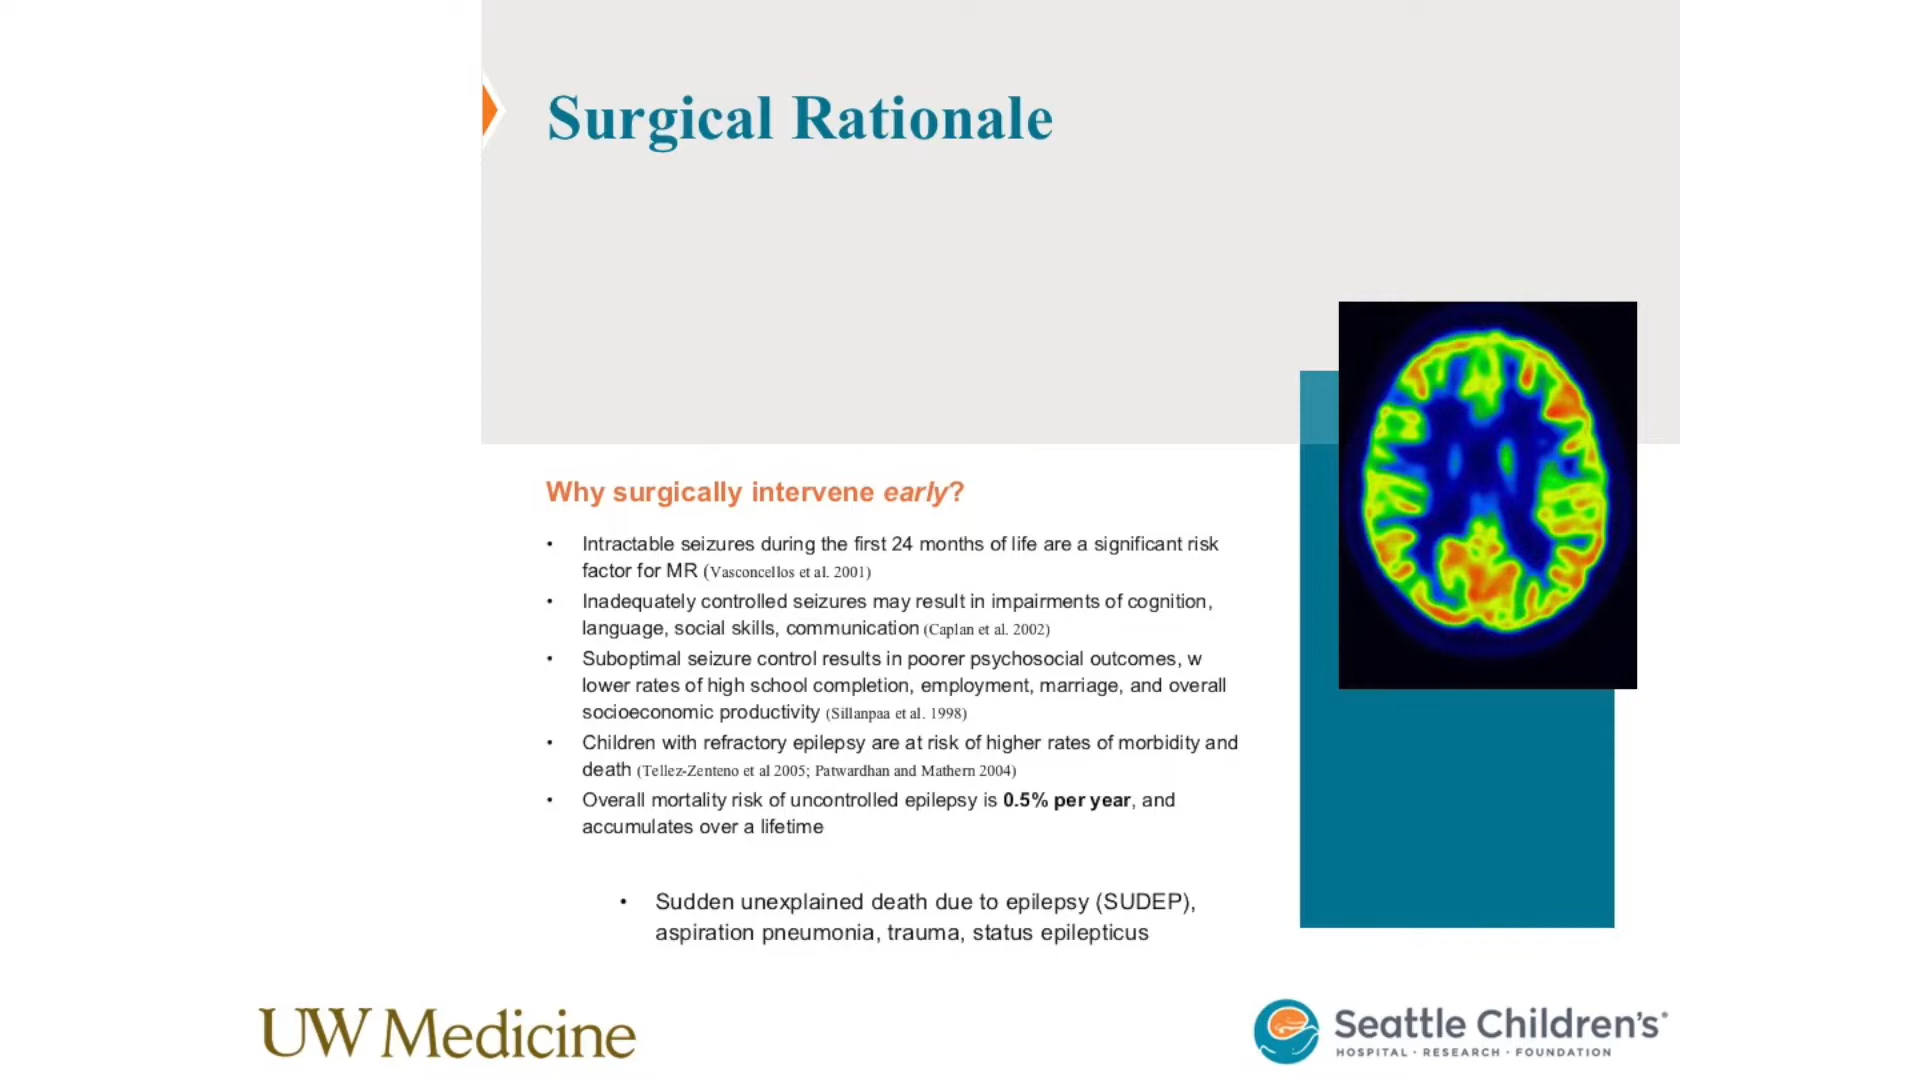 Surgical Rationale
Why surgically intervene early?
• Intractable seizures during the first 24 months of life are a significant risk
factor for MR (Vasconcellos et al. 2001)
• Inadequately controlled seizures may result in impairments of cognition,
language, social skills, communication (Caplan et al. 2002)
• Suboptimal seizure control results in poorer psychosocial outcomes, w
lower rates of high school completion, employment, marriage, and overall
socioeconomic productivity (Sillanpaa et al. 1998)
• Children with refractory epilepsy are at risk of higher rates of morbidity and
death (Tellez-Zenteno et al 2005; Patwardhan and Mathern 2004)
• Overall mortality risk of uncontrolled epilepsy is 0.5% per year, and
accumulates over a lifetime
• Sudden unexplained death due to epilepsy (SUDEP),
aspiration pneumonia, trauma, status epilepticus
UW Medicine
Seattle Children's®
HOSPITAL · RESEARCH · FOUNDATION